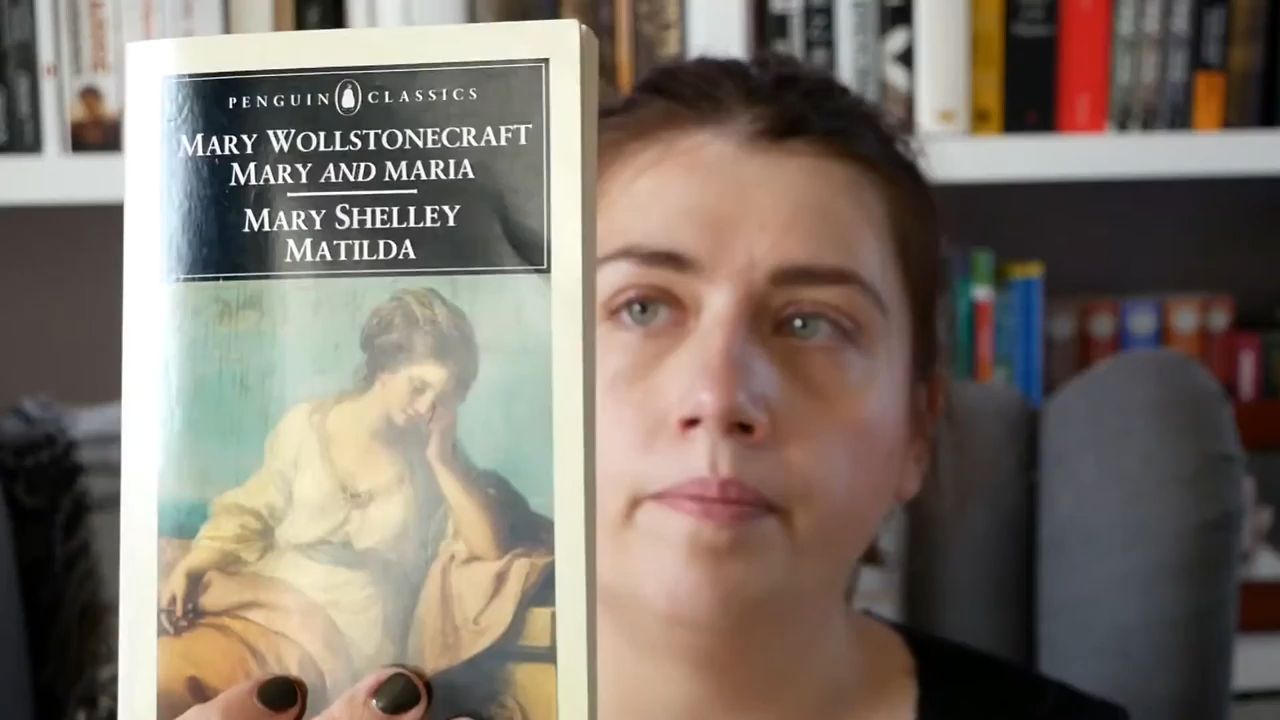 PENGUIN CLASSICS
MARY WOLLSTONECRAFT
MARY AND MARIA
MARY SHELLEY
MATILDA